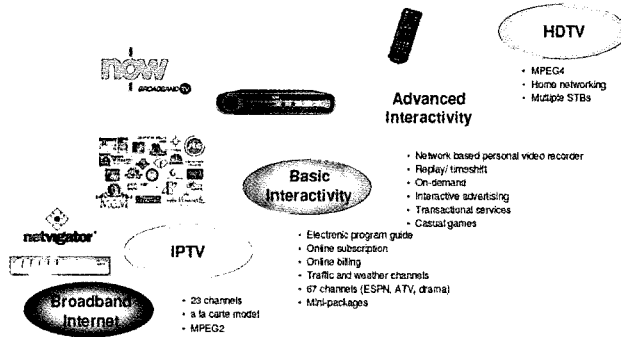 HDTV
• MPEG4
• Home networking
• Multiple STBs
now
BROADBAND TV
Advanced
Interactivity
• Network based personal video recorder
• Replay/ timeshift
• On-demand
• Interactive advertising
• Transactional services
• Casual games
Basic
Interactivity
• Electronic program guide
• Online subscription
• Online billing
• Traffic and weather channels
• 67 channels (ESPN, ATV, drama)
• Mini-packages
netvigator
IPTV
• 23 channels
• a la carte model
• MPEG2
Broadband
Internet